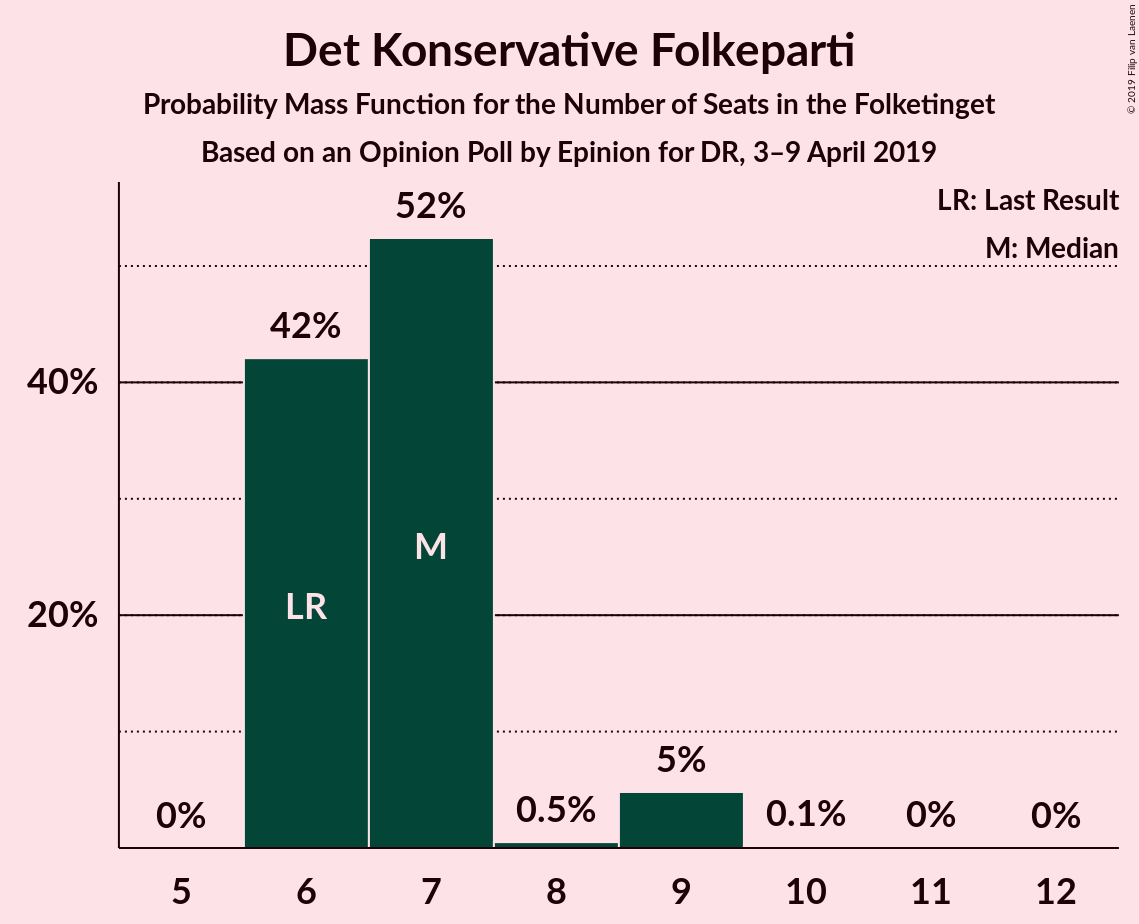 Det Konservative Folkeparti
Probability Mass Function for the Number of Seats in the Folketinget
Based on an Opinion Poll by Epinion for DR, 3–9 April 2019
© 2019 Filip van Laenen
LR: Last Result
M: Median
52%
42%
40%
M
LR
20%
5%
0%
0.5%
0.1%
0%
0%
5 6 7 8 9 10 11 12